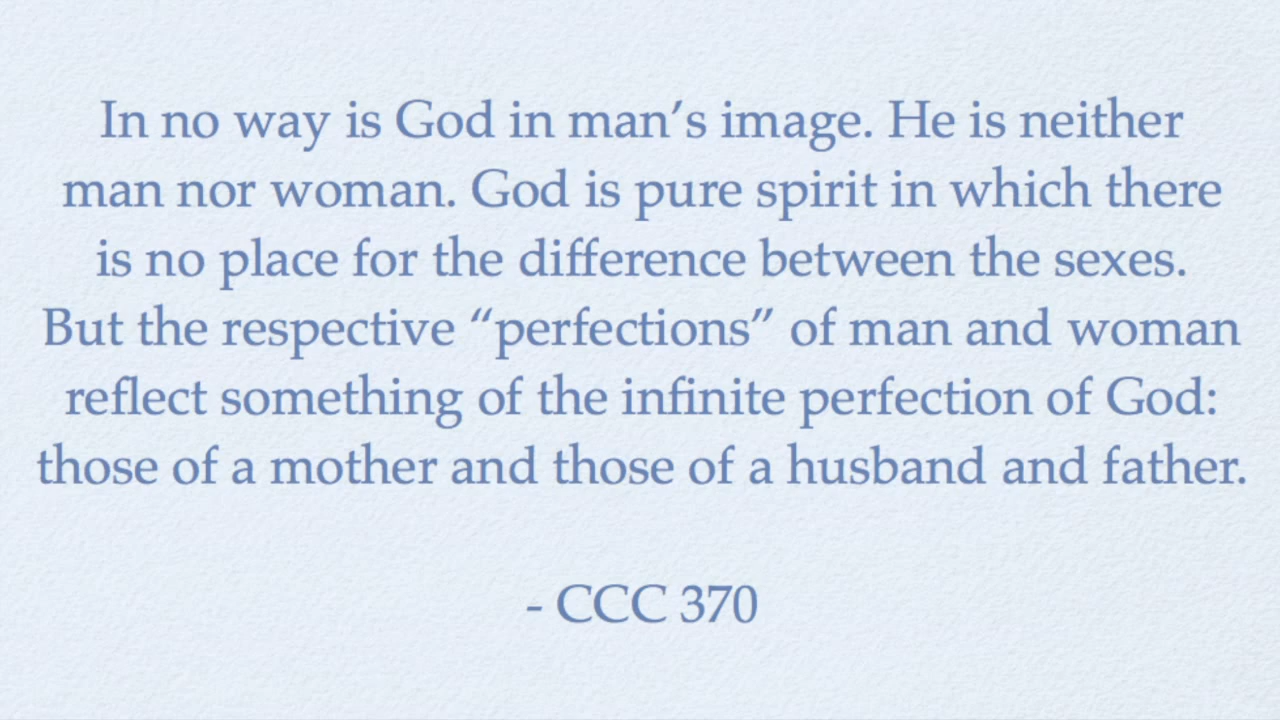 In no way is God in man’s image. He is neither
man nor woman. God is pure spirit in which there
is no place for the difference between the sexes.
But the respective “perfections” of man and woman
reflect something of the infinite perfection of God:
those of a mother and those of a husband and father.
- CCC 370